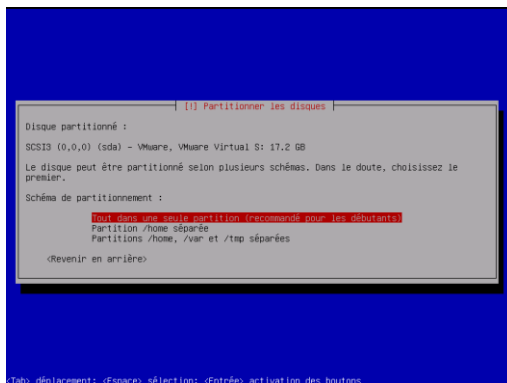 [!] Partitionner les disques
Disque partitionné :
SCSI3 (0,0,0) (sda) - VMware, VMware Virtual S: 17.2 GB
Le disque peut être partitionné selon plusieurs schémas. Dans le doute, choisissez le
premier.
Schéma de partitionnement :
Tout dans une seule partition (recommandé pour les débutants)
Partition /home séparée
Partitions /home, /var et /tmp séparées
<Revenir en arrière>
<Tab> déplacement; <Espace> sélection; <Entrée> activation des boutons